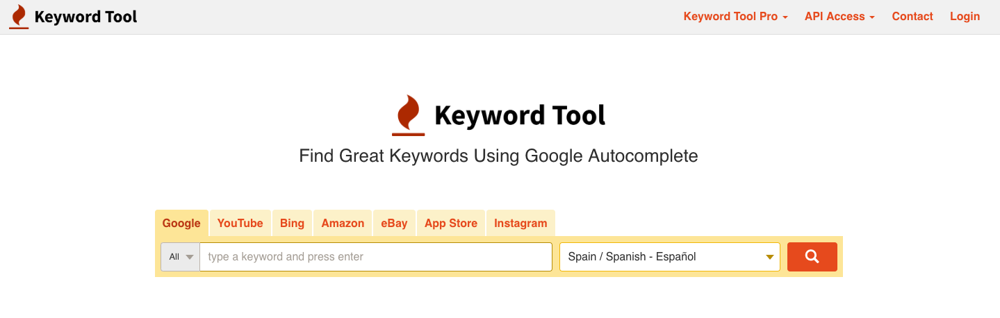 Keyword Tool
Keyword Tool Pro API Access Contact Login
Keyword Tool
Find Great Keywords Using Google Autocomplete
Google YouTube Bing Amazon eBay App Store Instagram
All type a keyword and press enter Spain / Spanish - Español